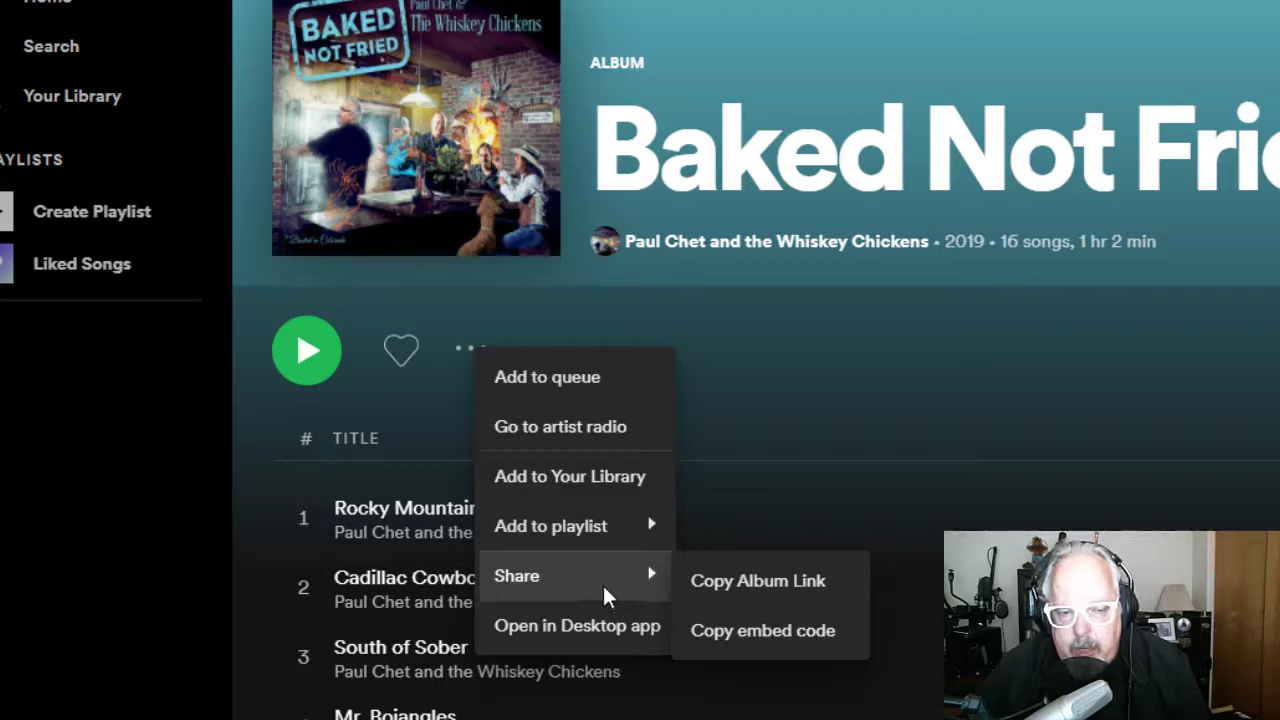 Home
Search
Your Library
AYLISTS
Create Playlist
Liked Songs
BAKED
NOT FRIED
Paul Chet &
The Whiskey Chickens
ALBUM
Baked Not Frie
Paul Chet and the Whiskey Chickens • 2019 • 16 songs, 1 hr 2 min
Add to queue
Go to artist radio
Add to Your Library
Add to playlist
Share
Open in Desktop app
Copy Album Link
Copy embed code
# TITLE
1 Rocky Mountain
Paul Chet and the
2 Cadillac Cowbo
Paul Chet and the
3 South of Sober
Paul Chet and the Whiskey Chickens
Mr. Bojangles